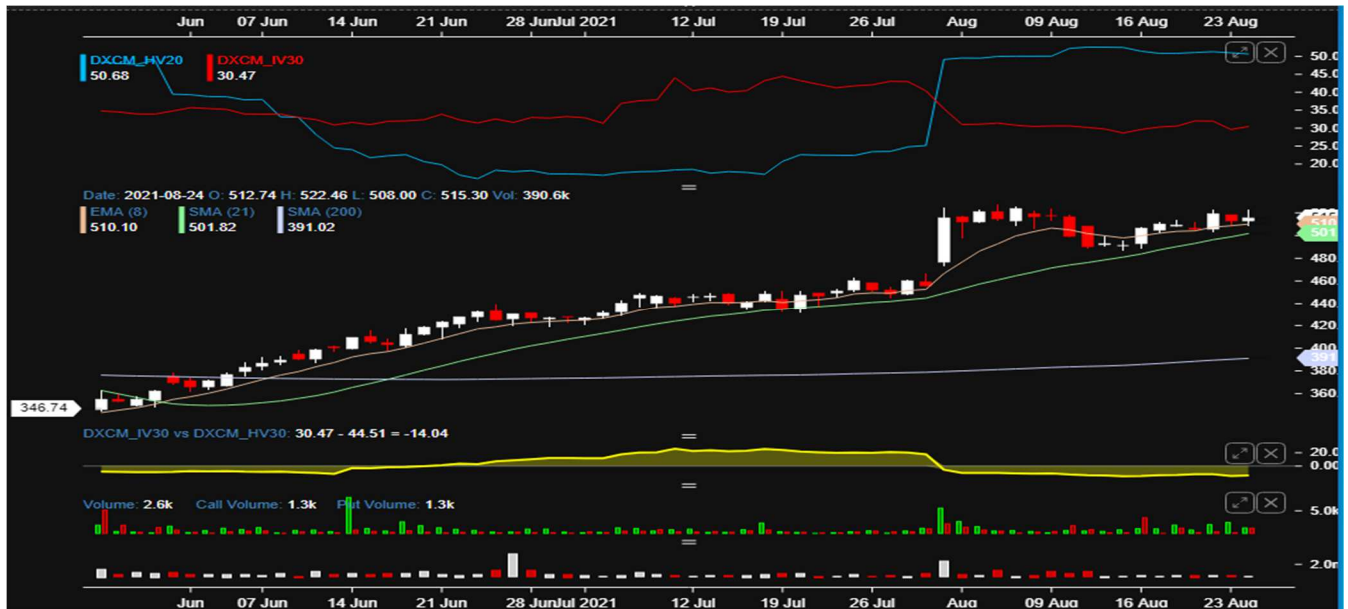 Jun 07 Jun 14 Jun 21 Jun 28 Jun Jul 2021 12 Jul 19 Jul 26 Jul Aug 09 Aug 16 Aug 23 Aug
DXCM_HV20 DXCM_IV30
50.68 30.47
50.0
45.0
40.0
35.0
30.0
25.0
20.0
Date: 2021-08-24 O: 512.74 H: 522.46 L: 508.00 C: 515.30 Vol: 390.6k
EMA (8) SMA (21) SMA (200)
510.10 501.82 391.02
510
501
480.
460.
440.
420.
400.
391
380.
360.
346.74
DXCM_IV30 vs DXCM_HV30: 30.47 - 44.51 = -14.04
20.0
0.00
Volume: 2.6k Call Volume: 1.3k Put Volume: 1.3k
5.0k
2.0m
Jun 07 Jun 14 Jun 21 Jun 28 Jun Jul 2021 12 Jul 19 Jul 26 Jul Aug 09 Aug 16 Aug 23 Aug